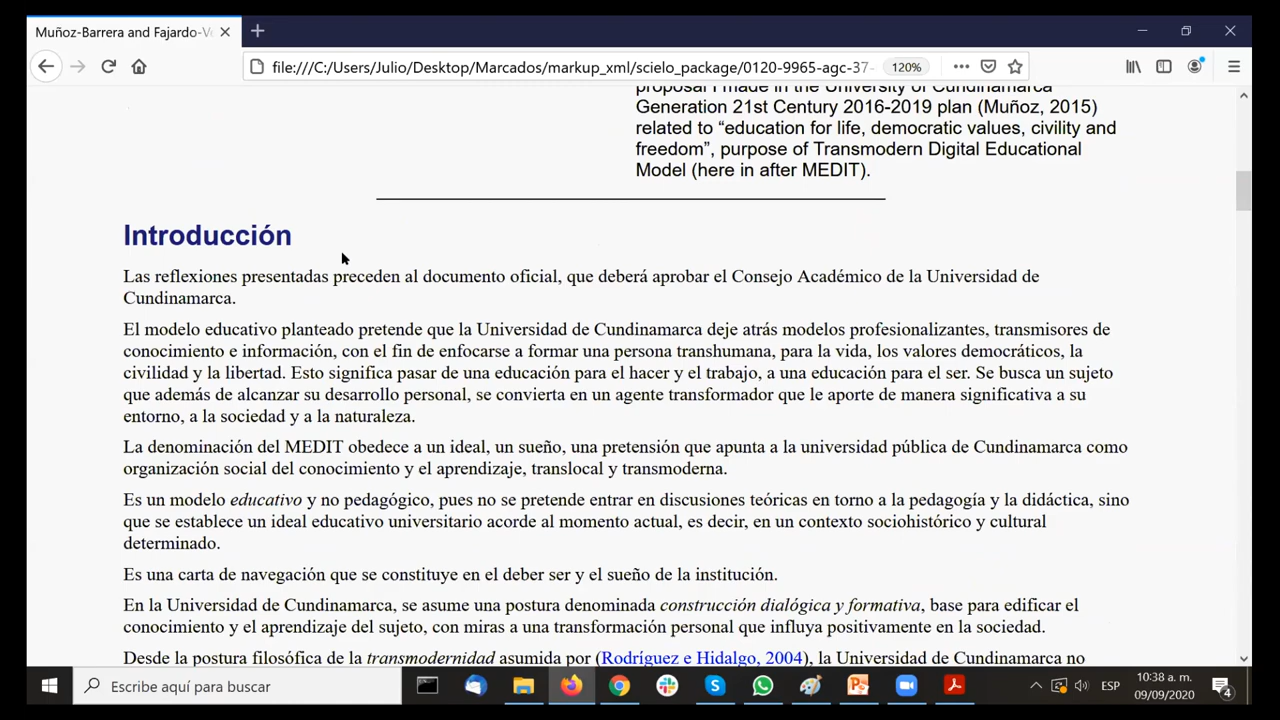 Muñoz-Barrera and Fajardo-V
file:///C:/Users/Julio/Desktop/Marcados/markup_xml/scielo_package/0120-9965-agc-37-
120%
proposal I made in the University of Cundinamarca
Generation 21st Century 2016-2019 plan (Muñoz, 2015)
related to “education for life, democratic values, civility and
freedom”, purpose of Transmodern Digital Educational
Model (here in after MEDIT).
Introducción
Las reflexiones presentadas preceden al documento oficial, que deberá aprobar el Consejo Académico de la Universidad de
Cundinamarca.
El modelo educativo planteado pretende que la Universidad de Cundinamarca deje atrás modelos profesionalizantes, transmisores de
conocimiento e información, con el fin de enfocarse a formar una persona transhumana, para la vida, los valores democráticos, la
civilidad y la libertad. Esto significa pasar de una educación para el hacer y el trabajo, a una educación para el ser. Se busca un sujeto
que además de alcanzar su desarrollo personal, se convierta en un agente transformador que le aporte de manera significativa a su
entorno, a la sociedad y a la naturaleza.
La denominación del MEDIT obedece a un ideal, un sueño, una pretensión que apunta a la universidad pública de Cundinamarca como
organización social del conocimiento y el aprendizaje, translocal y transmoderna.
Es un modelo educativo y no pedagógico, pues no se pretende entrar en discusiones teóricas en torno a la pedagogía y la didáctica, sino
que se establece un ideal educativo universitario acorde al momento actual, es decir, en un contexto sociohistórico y cultural
determinado.
Es una carta de navegación que se constituye en el deber ser y el sueño de la institución.
En la Universidad de Cundinamarca, se asume una postura denominada construcción dialógica y formativa, base para edificar el
conocimiento y el aprendizaje del sujeto, con miras a una transformación personal que influya positivamente en la sociedad.
Desde la postura filosófica de la transmodernidad asumida por (Rodríguez e Hidalgo, 2004), la Universidad de Cundinamarca no
Escribe aquí para buscar
ESP
10:38 a. m.
09/09/2020
4